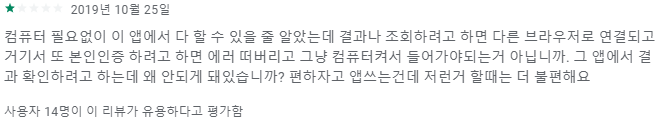 2019년 10월 25일
컴퓨터 필요없이 이 앱에서 다 할 수 있을 줄 알았는데 결과나 조회하려고 하면 다른 브라우저로 연결되고
거기서 또 본인인증 하려고 하면 에러 떠버리고 그냥 컴퓨터켜서 들어가야되는거 아닙니까. 그 앱에서 결
과 확인하려고 하는데 왜 안되게 돼있습니까? 편하자고 앱쓰는건데 저런거 할때는 더 불편해요
사용자 14명이 이 리뷰가 유용하다고 평가함